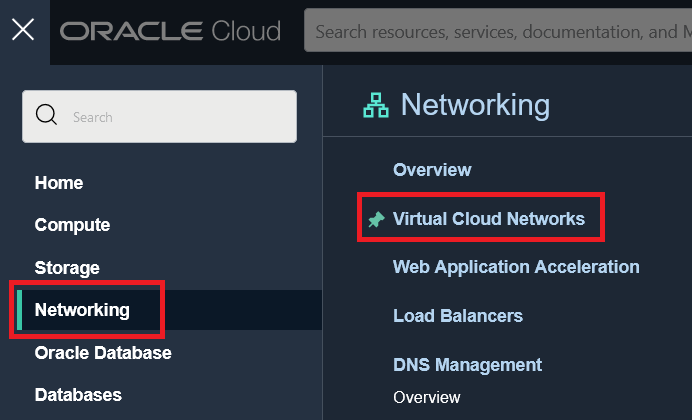 ORACLE Cloud
Search resources, services, documentation, and M
Search
Home
Compute
Storage
Networking
Oracle Database
Databases
Networking
Overview
Virtual Cloud Networks
Web Application Acceleration
Load Balancers
DNS Management
Overview